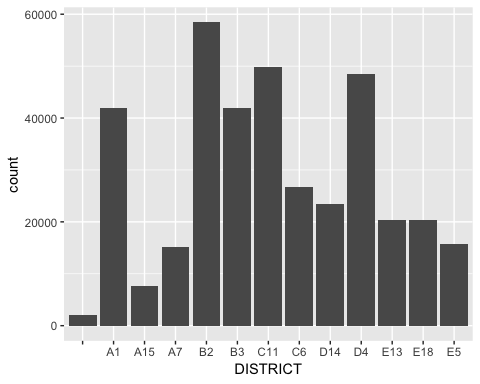 60000
40000
20000
0
count
A1 A15 A7 B2 B3 C11 C6 D14 D4 E13 E18 E5
DISTRICT